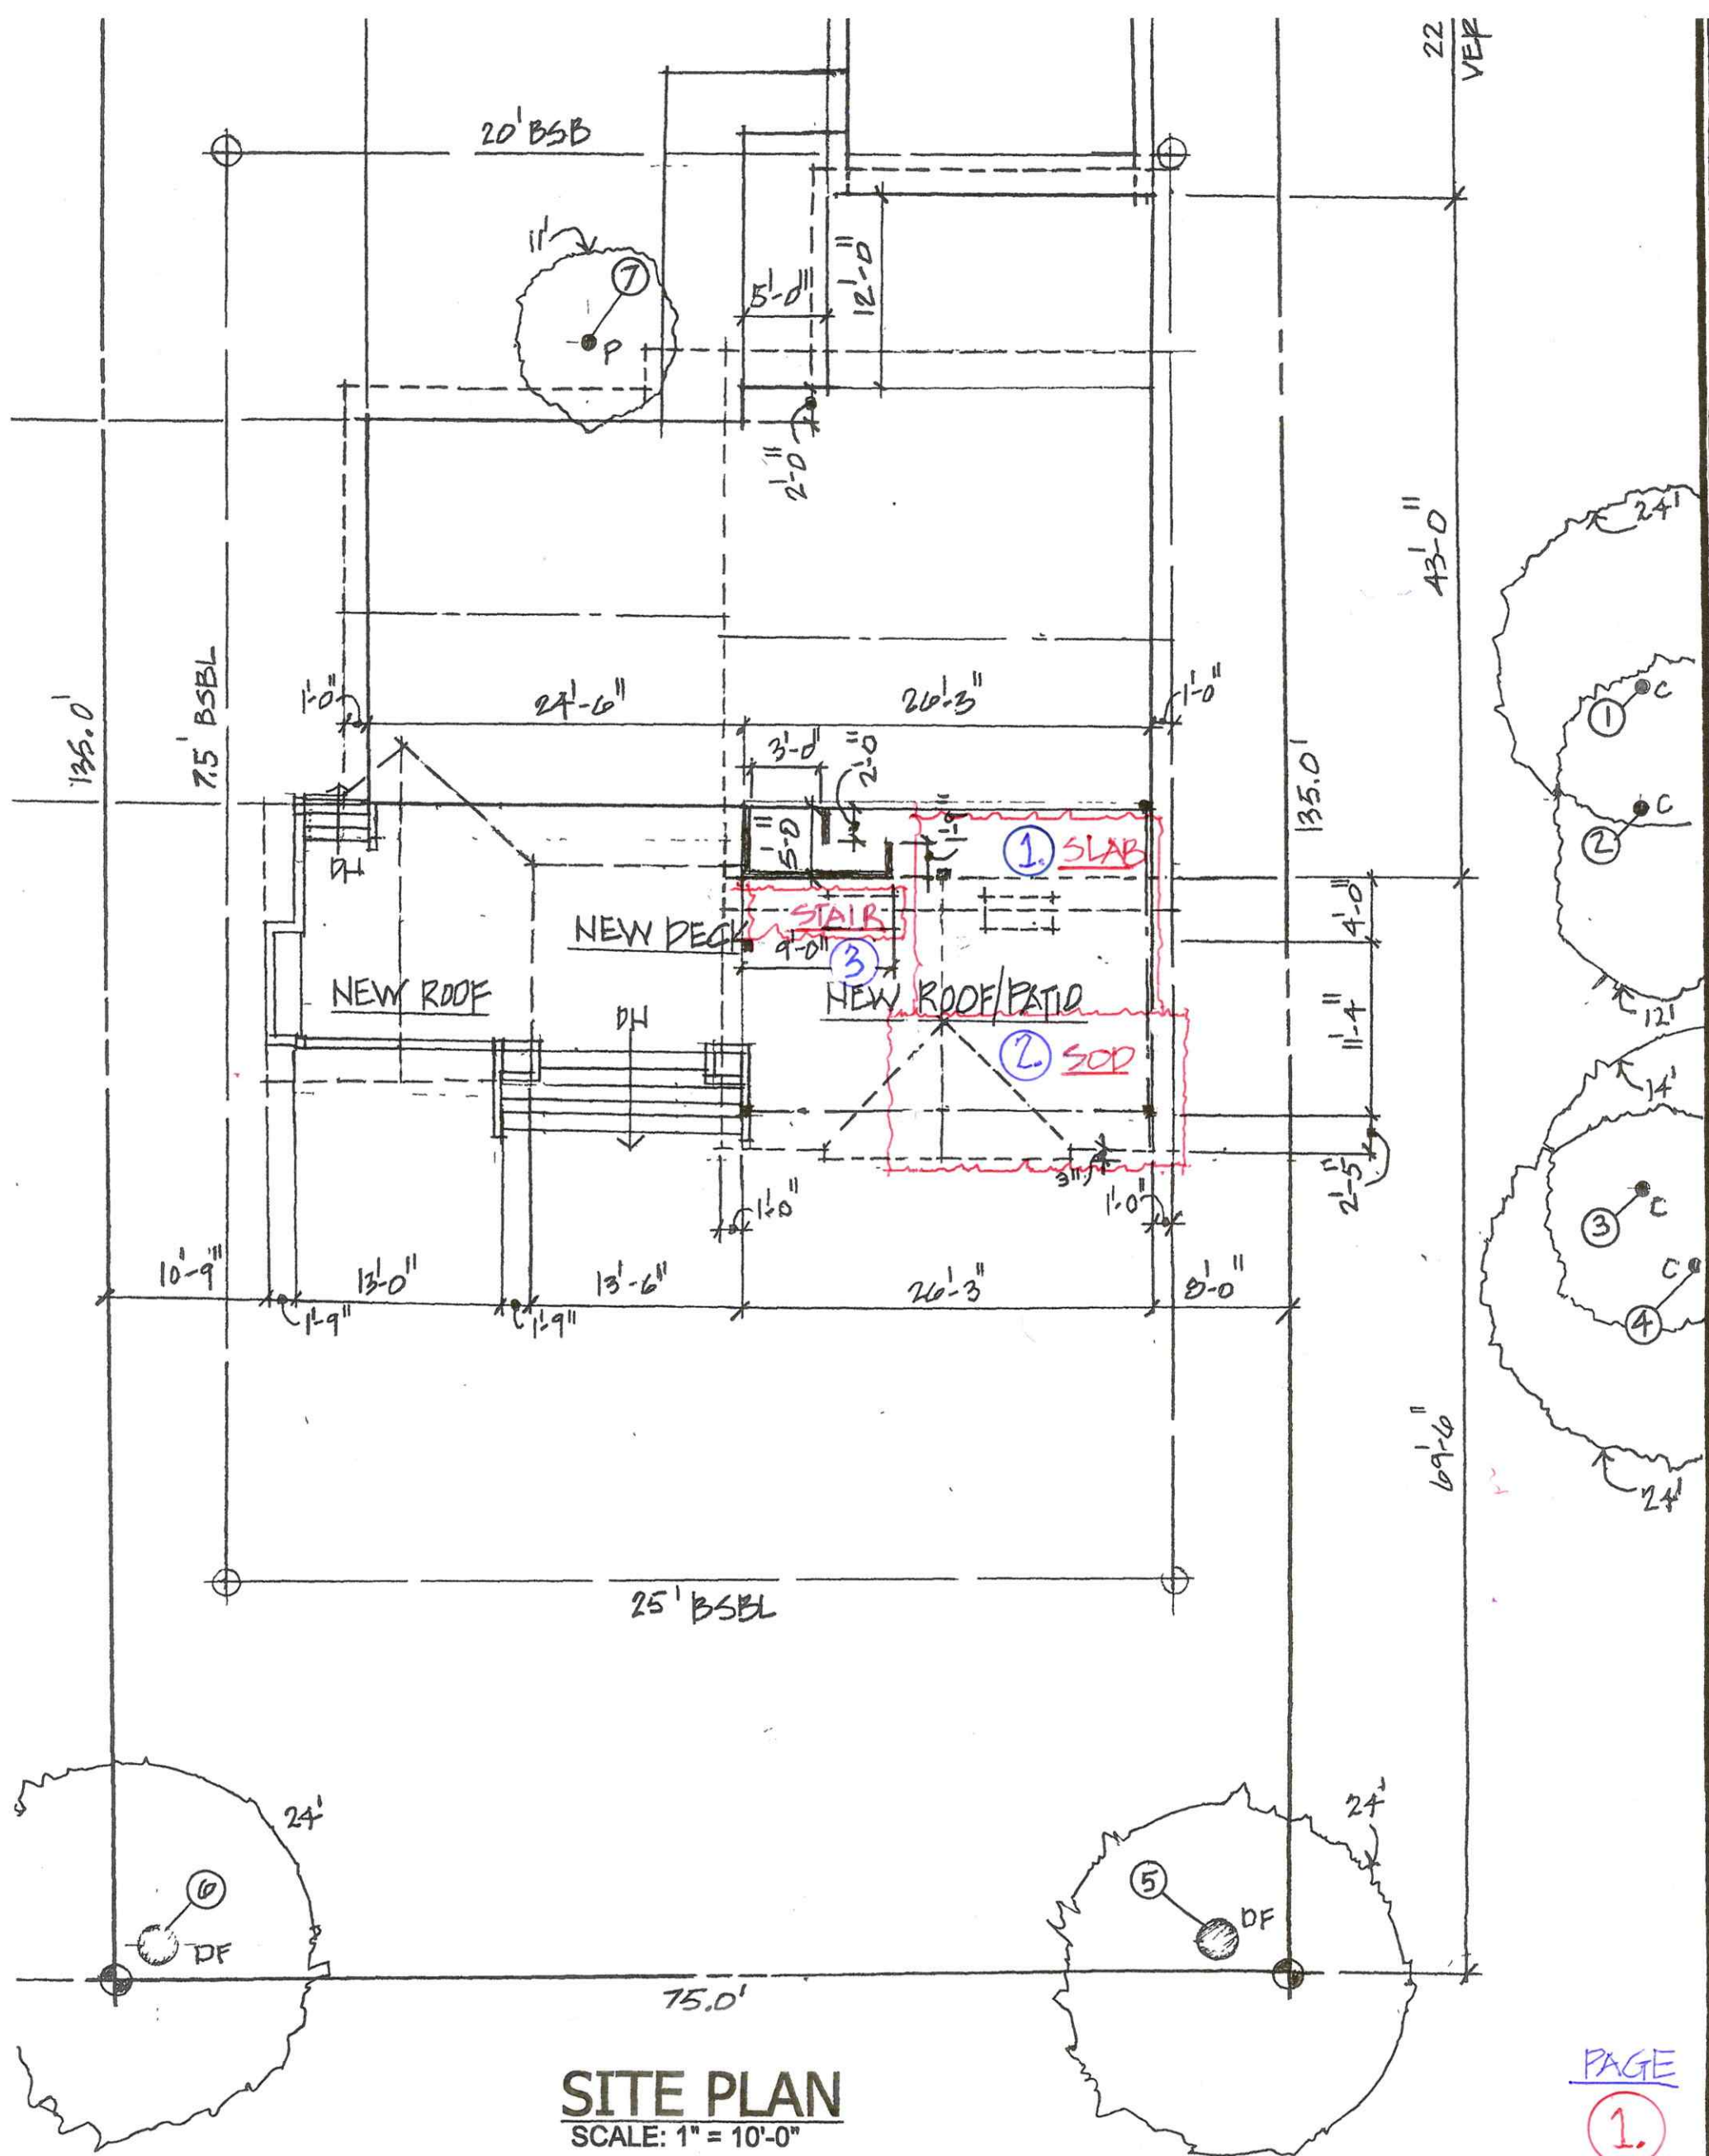 22
VER
20' BSB
11'
7
P
5'-0"
12'-0"
2'-0"
24'
43'-0"
1
C
2
C
12'
135.0'
7.5' BSBL
1'-0"
24'-6"
26'-3"
1'-0"
3'-0"
2'-0"
135.0'
5'-0"
1'-9"
1. SLAB
DN
STAIR
NEW DECK
9'-0"
3
4'-0"
NEW ROOF
NEW ROOF/PATIO
DN
2. SOD
11'-4"
14'
3
C
C
4
24'
3"
2'-5"
1'-0"
1'-0"
10'-9"
1'-9"
13'-0"
1'-9"
13'-6"
26'-3"
8'-0"
69'-6"
25' BSBL
24'
24'
6
DF
5
DF
75.0'
SITE PLAN
SCALE: 1" = 10'-0"
PAGE
1.